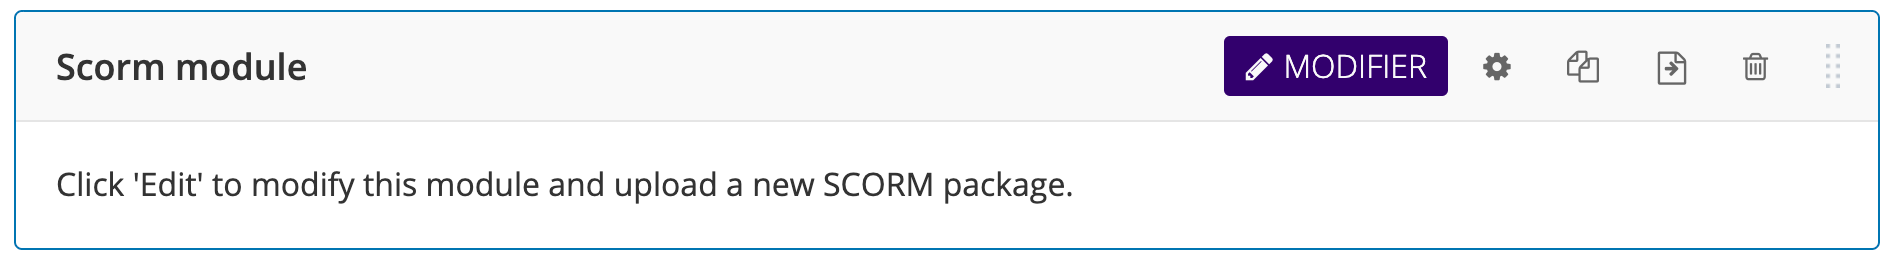 Scorm module
MODIFIER
Click 'Edit' to modify this module and upload a new SCORM package.